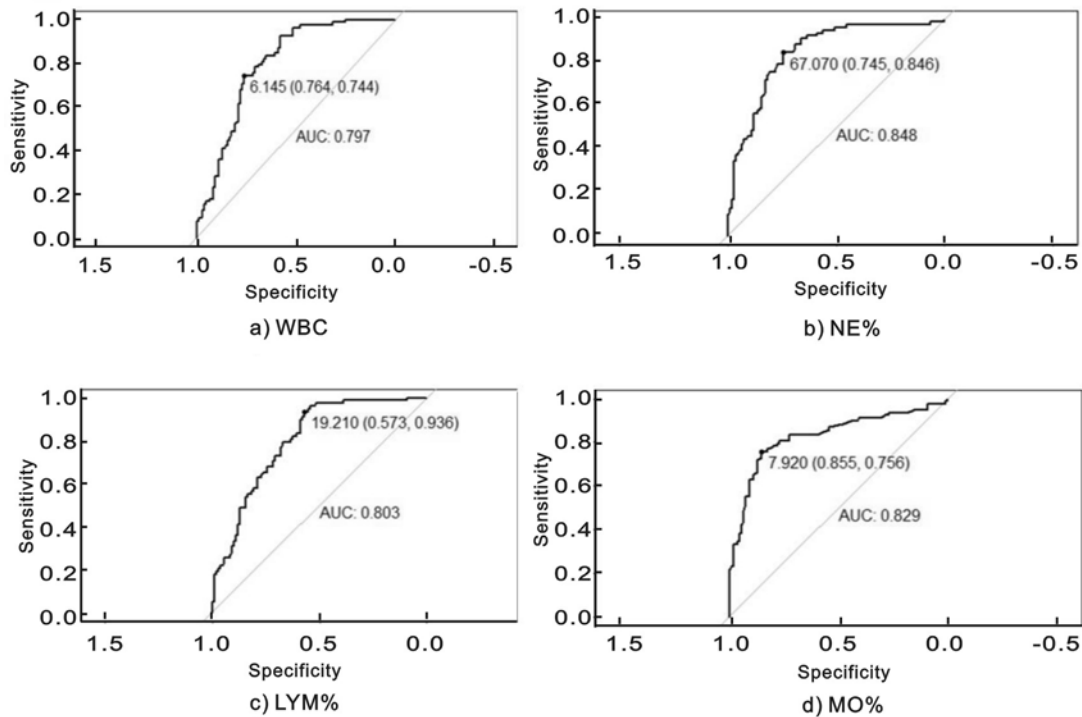 1.0
0.8
0.6
0.4
0.2
0.0
Sensitivity
6.145 (0.764, 0.744)
AUC: 0.797
1.5 1.0 0.5 0.0 -0.5
Specificity
a) WBC
1.0
0.8
0.6
0.4
0.2
0.0
Sensitivity
67.070 (0.745, 0.846)
AUC: 0.848
1.5 1.0 0.5 0.0 -0.5
Specificity
b) NE%
1.0
0.8
0.6
0.4
0.2
0.0
Sensitivity
19.210 (0.573, 0.936)
AUC: 0.803
1.5 1.0 0.5 0.0
Specificity
c) LYM%
1.0
0.8
0.6
0.4
0.2
0.0
Sensitivity
7.920 (0.855, 0.756)
AUC: 0.829
1.5 1.0 0.5 0.0 -0.5
Specificity
d) MO%